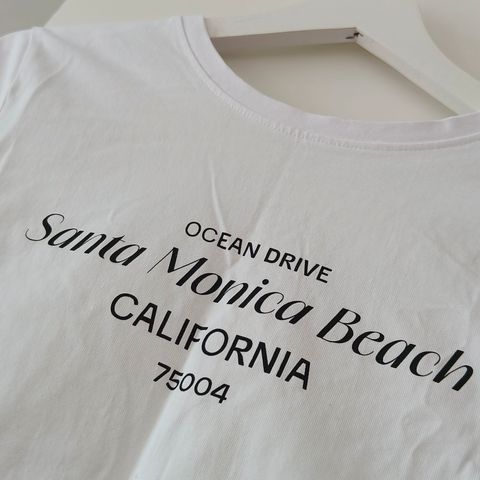 OCEAN DRIVE
Santa Monica Beach
CALIFORNIA
75004